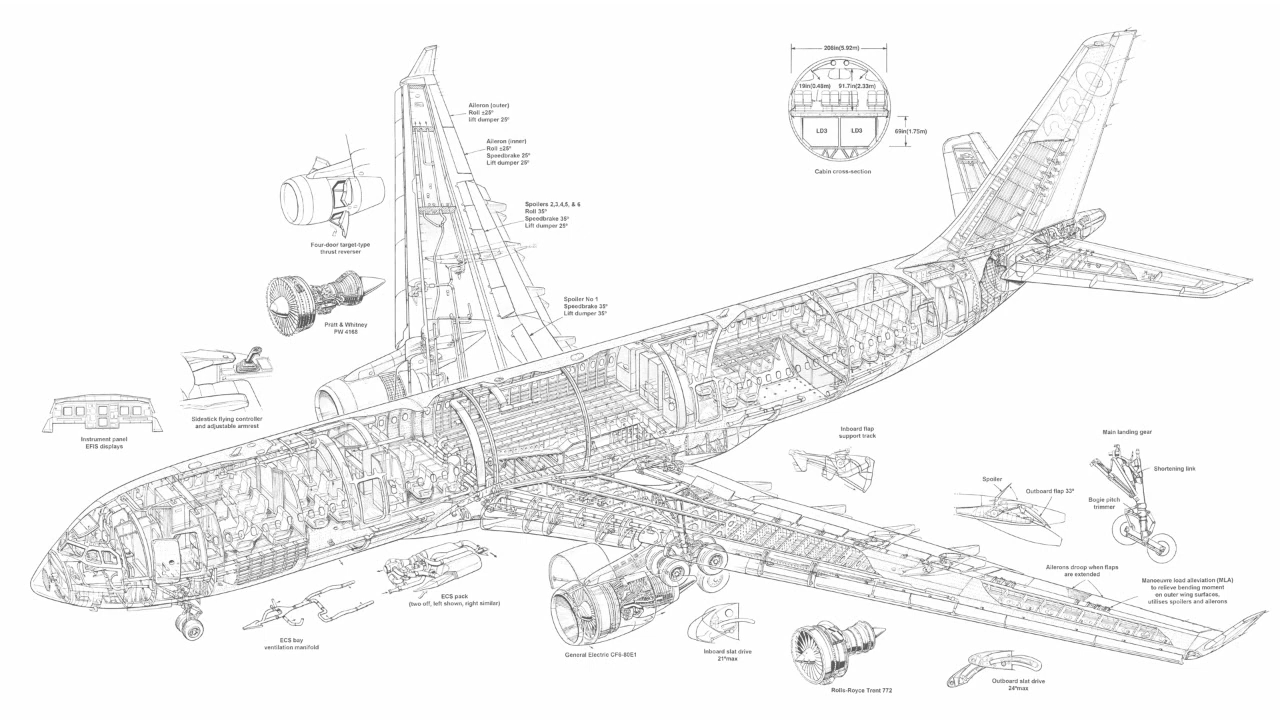 206in(5.92m)
19in(0.48m) 91.7in(2.33m)
LD3 LD3
69in(1.75m)
Cabin cross-section
330
Aileron (outer)
Roll ±25°
lift dumper 25°
Aileron (inner)
Roll ±25°
Speedbrake 25°
Lift dumper 25°
Spoilers 2,3,4,5, & 6
Roll 35°
Speedbrake 35°
Lift dumper 25°
Spoiler No 1
Speedbrake 35°
Lift dumper 35°
Four-door target-type
thrust reverser
Pratt & Whitney
PW 4168
Sidestick flying controller
and adjustable armrest
Instrument panel
EFIS displays
Inboard flap
support track
Main landing gear
Shortening link
Bogie pitch
trimmer
Spoiler
Outboard flap 33°
Ailerons droop when flaps
are extended
Manoeuvre load alleviation (MLA)
to relieve bending moment
on outer wing surfaces,
utilises spoilers and ailerons
ECS pack
(two off, left shown, right similar)
ECS bay
ventilation manifold
General Electric CF6-80E1
Inboard slat drive
21°max
Rolls-Royce Trent 772
Outboard slat drive
24°max